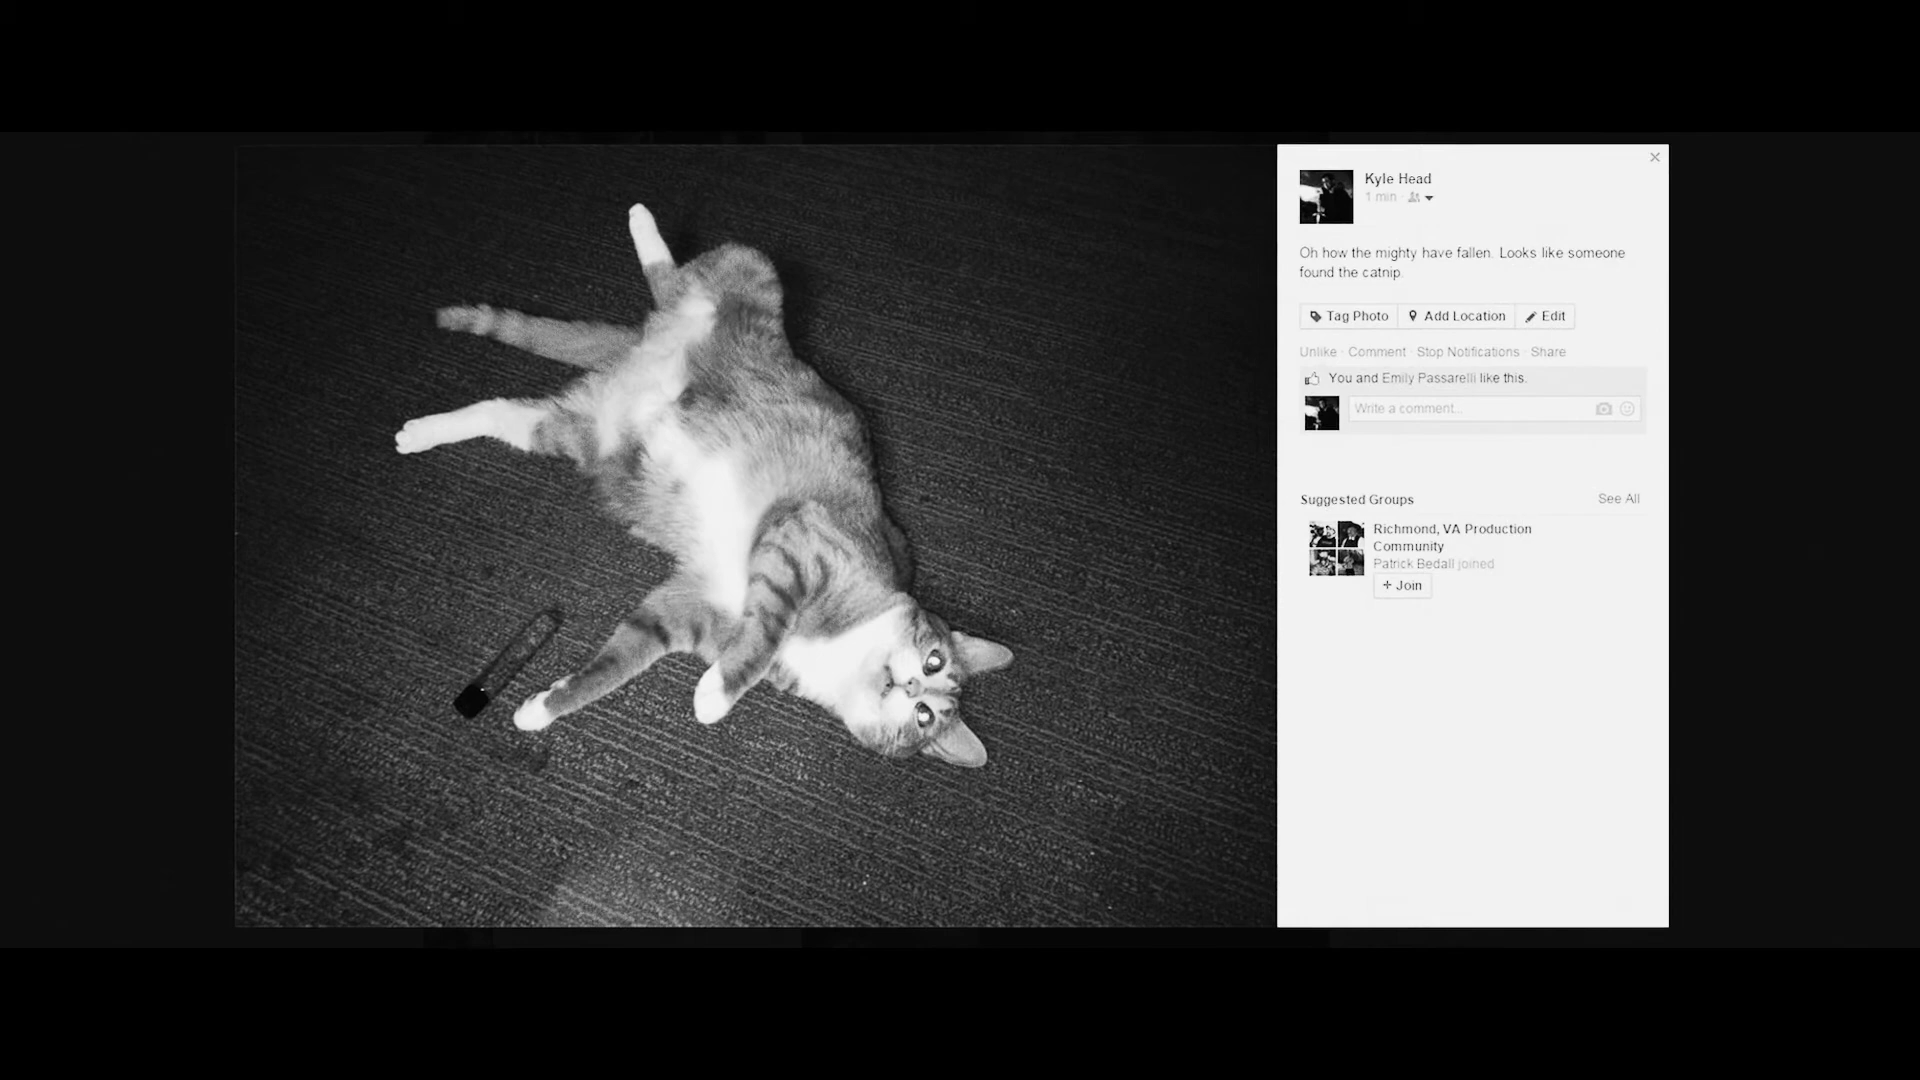 Kyle Head
1 min ·
Oh how the mighty have fallen. Looks like someone
found the catnip.
Tag Photo Add Location Edit
Unlike · Comment · Stop Notifications · Share
You and Emily Passarelli like this.
Write a comment...
Suggested Groups See All
Richmond, VA Production
Community
Patrick Bedall joined
+ Join